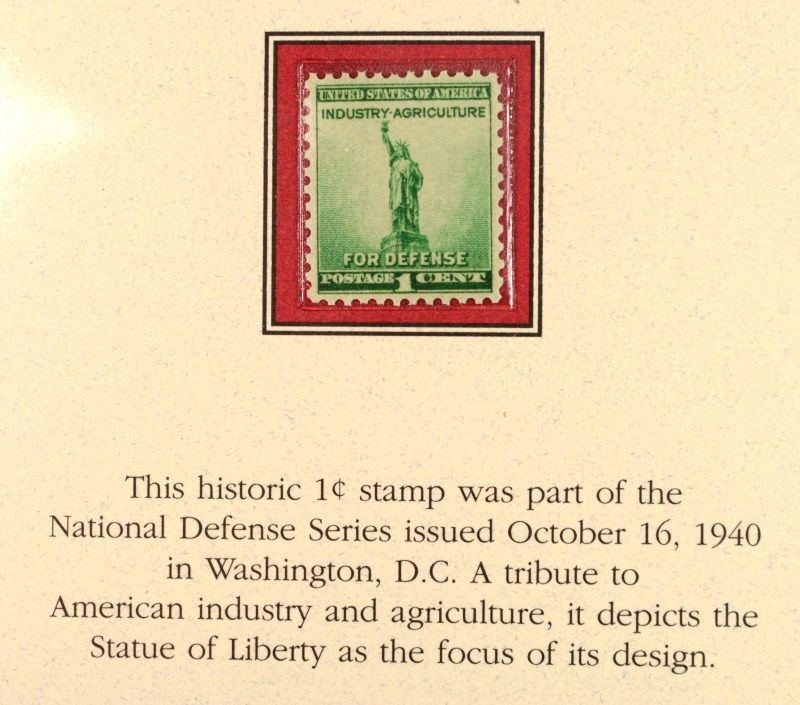 UNITED STATES OF AMERICA
INDUSTRY-AGRICULTURE
FOR DEFENSE
POSTAGE 1 CENT
This historic 1¢ stamp was part of the
National Defense Series issued October 16, 1940
in Washington, D.C. A tribute to
American industry and agriculture, it depicts the
Statue of Liberty as the focus of its design.